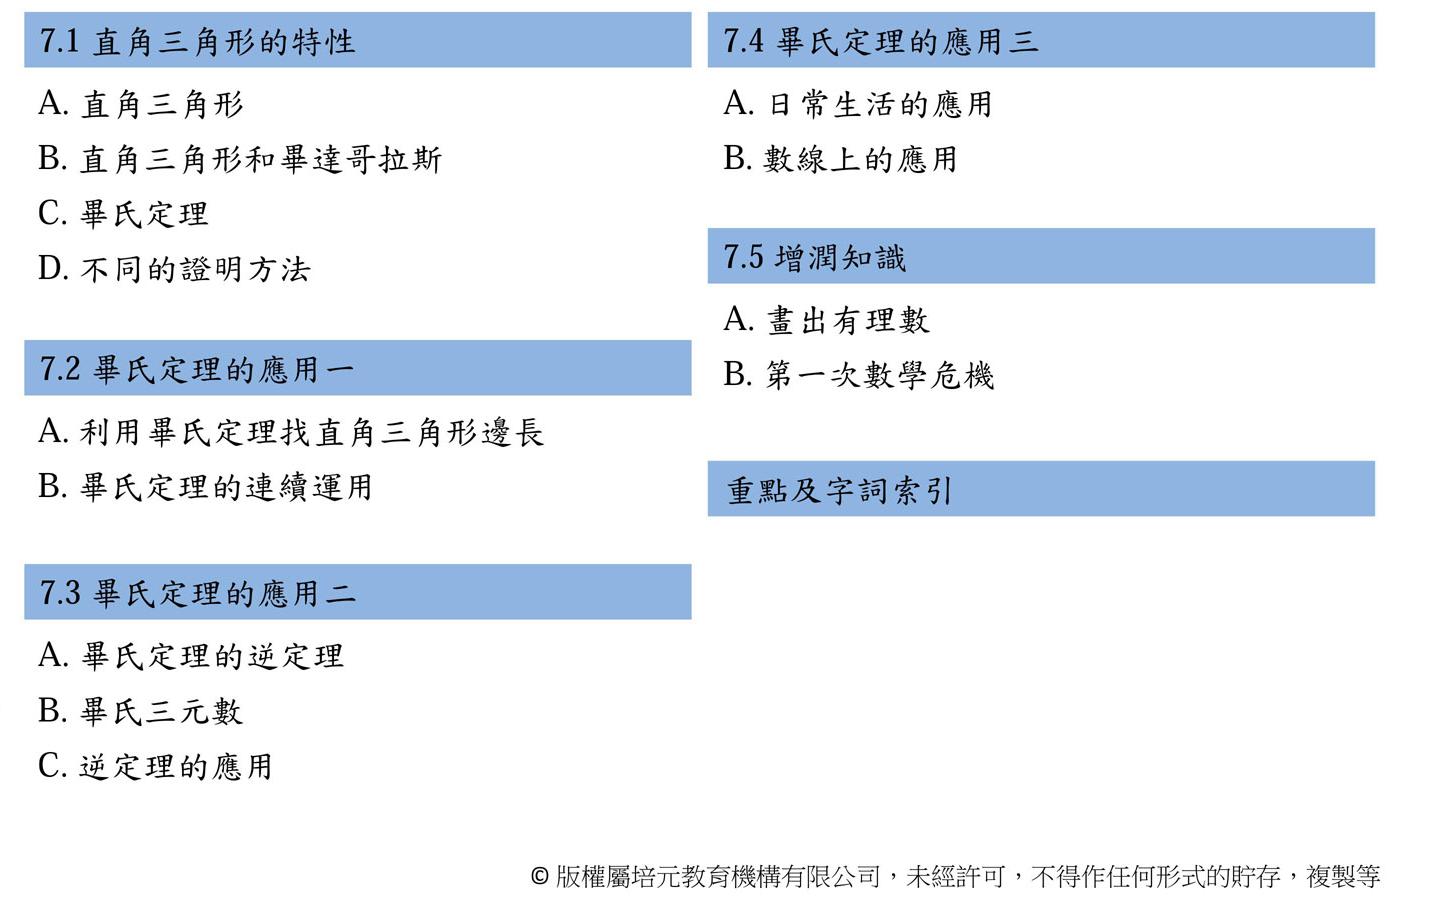 7.1 直角三角形的特性
A. 直角三角形
B. 直角三角形和畢達哥拉斯
C. 畢氏定理
D. 不同的證明方法
7.2 畢氏定理的應用一
A. 利用畢氏定理找直角三角形邊長
B. 畢氏定理的連續運用
7.3 畢氏定理的應用二
A. 畢氏定理的逆定理
B. 畢氏三元數
C. 逆定理的應用
7.4 畢氏定理的應用三
A. 日常生活的應用
B. 數線上的應用
7.5 增潤知識
A. 畫出有理數
B. 第一次數學危機
重點及字詞索引
© 版權屬培元教育機構有限公司，未經許可，不得作任何形式的貯存，複製等